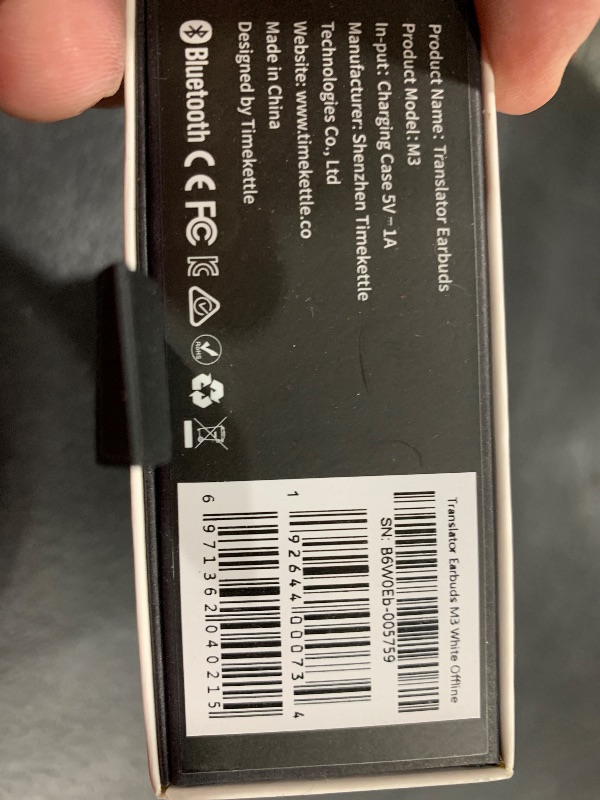 Product Name: Translator Earbuds
Product Model: M3
In-put: Charging Case 5V⎓1A
Manufacturer: Shenzhen Timekettle
Technologies Co., Ltd
Website: www.timekettle.co
Made in China
Designed by Timekettle
Bluetooth CE FC
RoHS
Translator Earbuds M3 White Offline
SN: B6W0Eb-005759
1 92644 00073 4
6 971362 040215